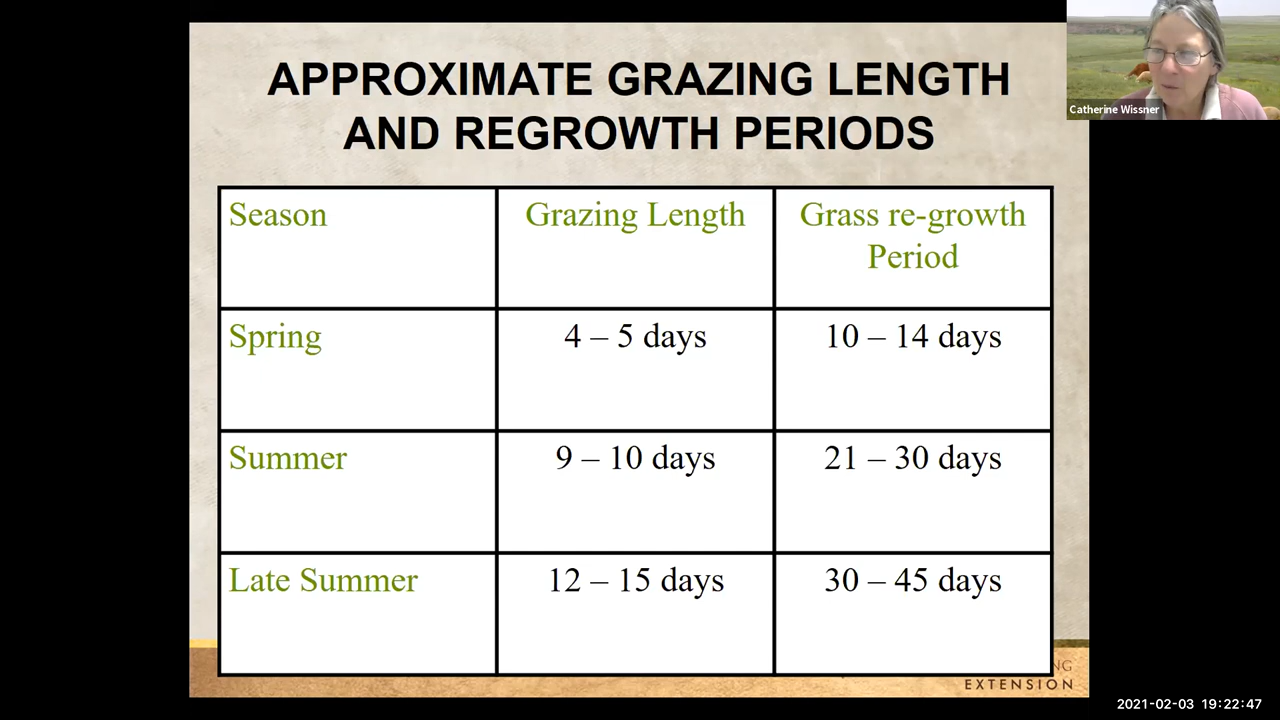 APPROXIMATE GRAZING LENGTH
AND REGROWTH PERIODS
Catherine Wissner
Season
Grazing Length
Grass re-growth
Period
Spring
4 – 5 days
10 – 14 days
Summer
9 – 10 days
21 – 30 days
Late Summer
12 – 15 days
30 – 45 days
EXTENSION
2021-02-03 19:22:47